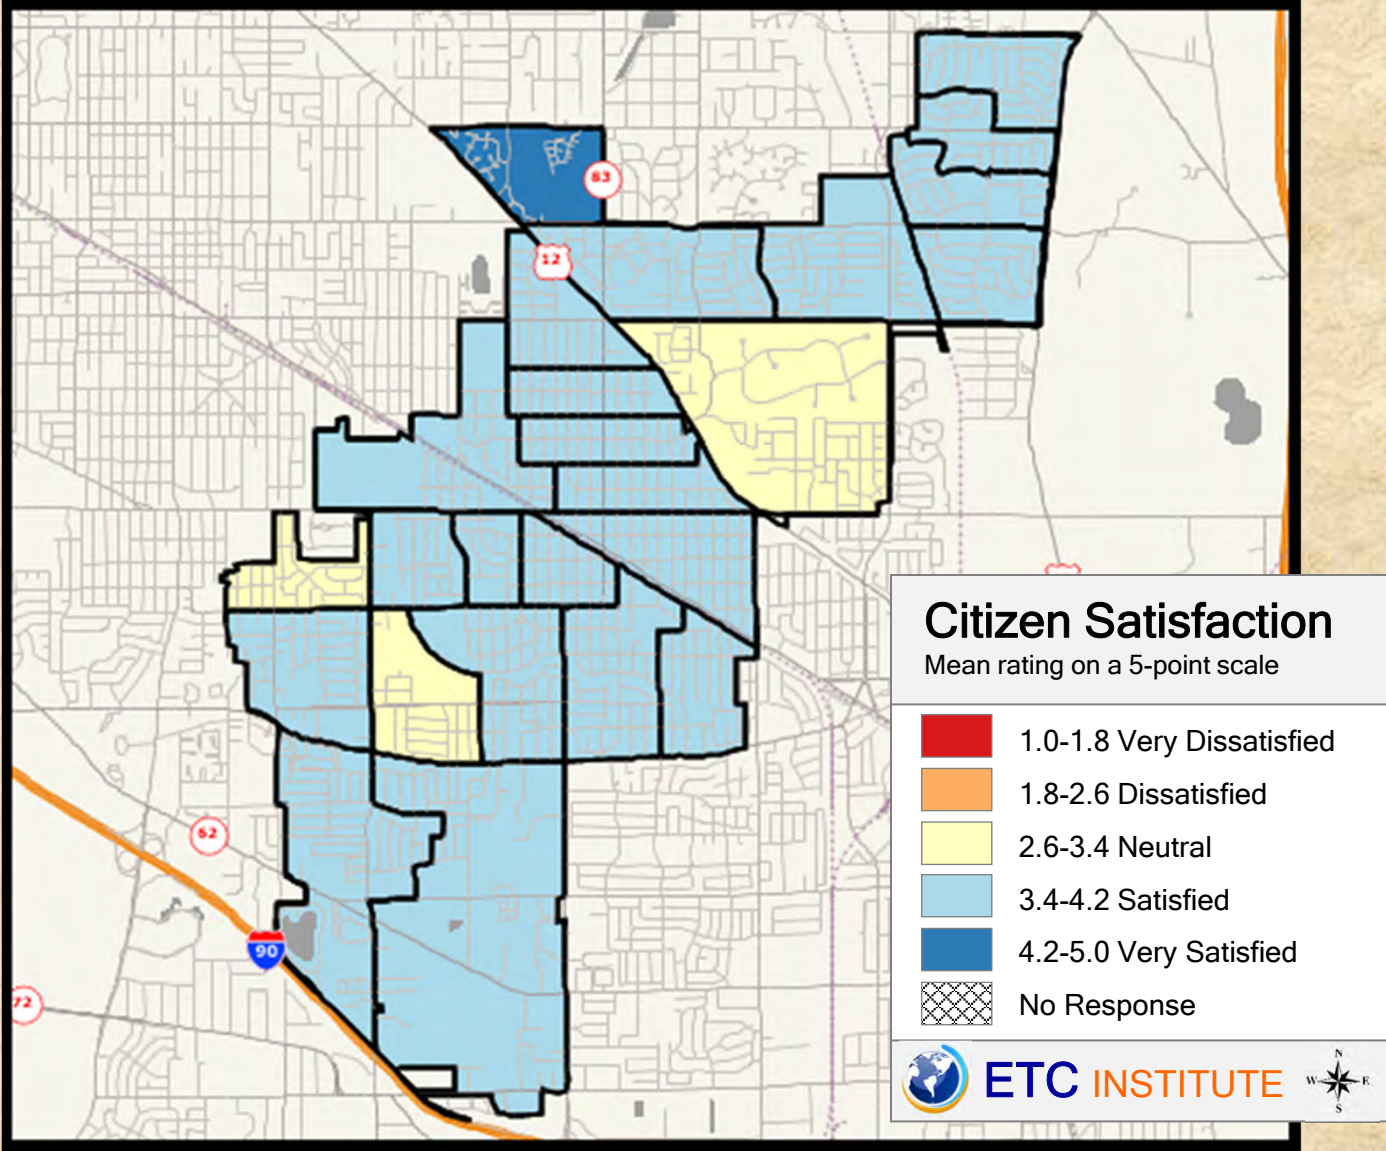 83
12
62
90
72
Citizen Satisfaction
Mean rating on a 5-point scale
1.0-1.8 Very Dissatisfied
1.8-2.6 Dissatisfied
2.6-3.4 Neutral
3.4-4.2 Satisfied
4.2-5.0 Very Satisfied
No Response
ETC INSTITUTE
N
W E
S